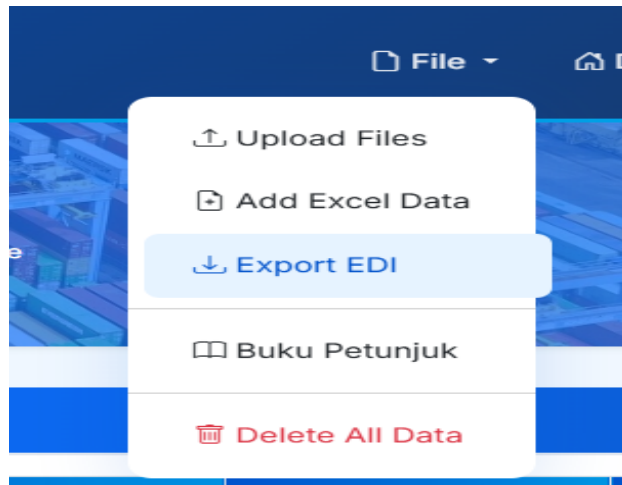 File
Upload Files
Add Excel Data
e
Export EDI
Buku Petunjuk
Delete All Data